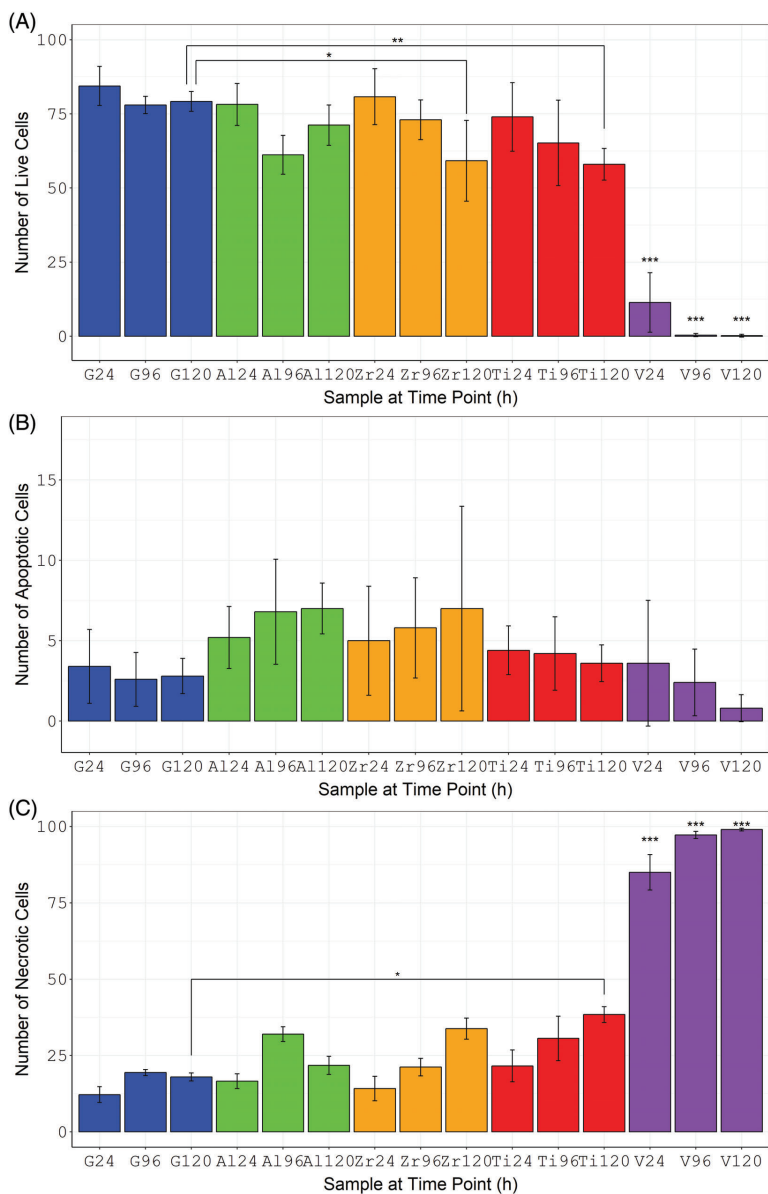 (A)
Number of Live Cells
100
75
50
25
0
**
*
*** *** ***
G24 G96 G120 Al24 Al96 Al120 Zr24 Zr96 Zr120 Ti24 Ti96 Ti120 V24 V96 V120
Sample at Time Point (h)
(B)
Number of Apoptotic Cells
15
10
5
0
G24 G96 G120 Al24 Al96 Al120 Zr24 Zr96 Zr120 Ti24 Ti96 Ti120 V24 V96 V120
Sample at Time Point (h)
(C)
Number of Necrotic Cells
100
75
50
25
0
*** *** ***
*
G24 G96 G120 Al24 Al96 Al120 Zr24 Zr96 Zr120 Ti24 Ti96 Ti120 V24 V96 V120
Sample at Time Point (h)